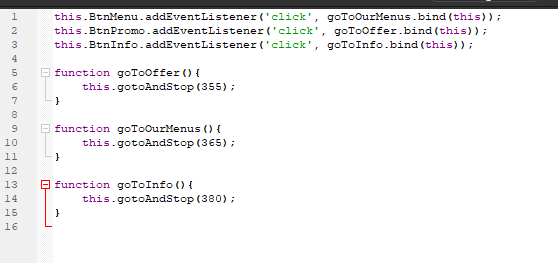 1 this.BtnMenu.addEventListener('click', goToOurMenus.bind(this));
2 this.BtnPromo.addEventListener('click', goToOffer.bind(this));
3 this.BtnInfo.addEventListener('click', goToInfo.bind(this));
4
5 function goToOffer(){
6 this.gotoAndStop(355);
7 }
8
9 function goToOurMenus(){
10 this.gotoAndStop(365);
11 }
12
13 function goToInfo(){
14 this.gotoAndStop(380);
15 }
16